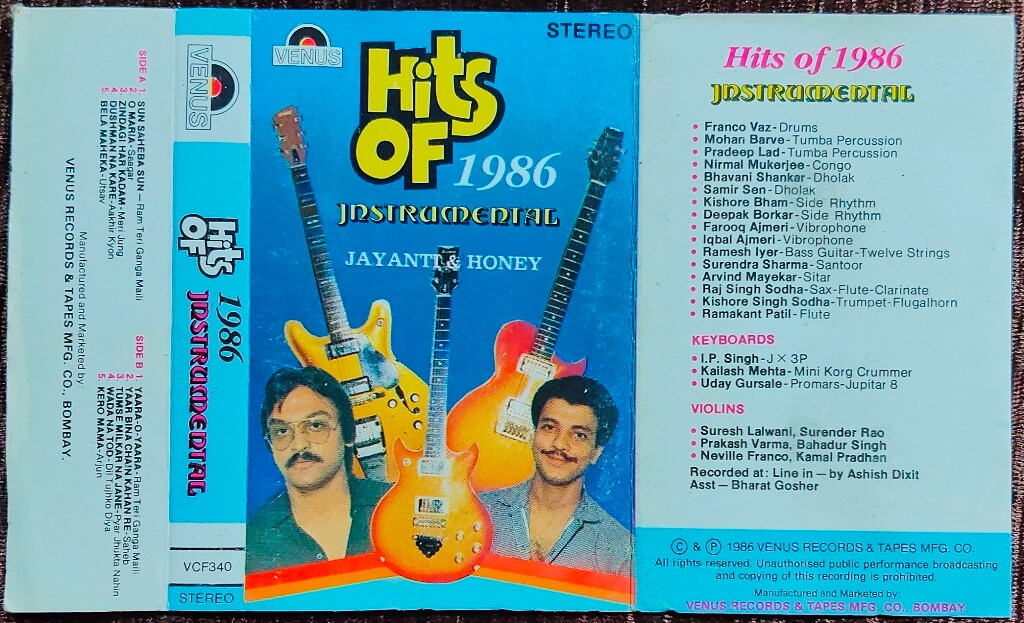 SIDE A 1. SUN SAHEBA SUN – Ram Teri Ganga Maili
2. O MARIA-Saagar
3. ZINDAGI HAR KADAM-Meri Jung
4. DUSHMAN NA KARE-Aakhir Kyon
5. BELA MAHEKA-Utsav
SIDE B 1. YAARA-O-YAARA-Ram Teri Ganga Maili
2. YAAR BINA CHAIN KAHAN RE-Saheb
3. TUMSE MILKAR NA JANE-Pyar Jhukta Nahin
4. WADA NA TOD-Dil Tujhko Diya
5. KERO MAMA-Arjun
Manufactured and Marketed by:
VENUS RECORDS & TAPES MFG. CO., BOMBAY.
VENUS
Hits
OF
1986
INSTRUMENTAL
VCF340
STEREO
VENUS
STEREO
Hits
OF
1986
INSTRUMENTAL
JAYANTI & HONEY
Hits of 1986
INSTRUMENTAL
• Franco Vaz-Drums
• Mohan Barve-Tumba Percussion
• Pradeep Lad-Tumba Percussion
• Nirmal Mukerjee-Congo
• Bhavani Shankar-Dholak
• Samir Sen-Dholak
• Kishore Bham-Side Rhythm
• Deepak Borkar-Side Rhythm
• Farooq Ajmeri-Vibrophone
• Iqbal Ajmeri-Vibrophone
• Ramesh Iyer-Bass Guitar-Twelve Strings
• Surendra Sharma-Santoor
• Arvind Mayekar-Sitar
• Raj Singh Sodha-Sax-Flute-Clarinate
• Kishore Singh Sodha-Trumpet-Flugalhorn
• Ramakant Patil-Flute
KEYBOARDS
• I.P. Singh-J X 3P
• Kailash Mehta-Mini Korg Crummer
• Uday Gursale-Promars-Jupitar 8
VIOLINS
• Suresh Lalwani, Surender Rao
• Prakash Varma, Bahadur Singh
• Neville Franco, Kamal Pradhan
Recorded at: Line in – by Ashish Dixit
Asst – Bharat Gosher
© & ℗ 1986 VENUS RECORDS & TAPES MFG. CO.
All rights reserved. Unauthorised public performance broadcasting
and copying of this recording is prohibited.
Manufactured and Marketed by:
VENUS RECORDS & TAPES MFG. CO., BOMBAY.